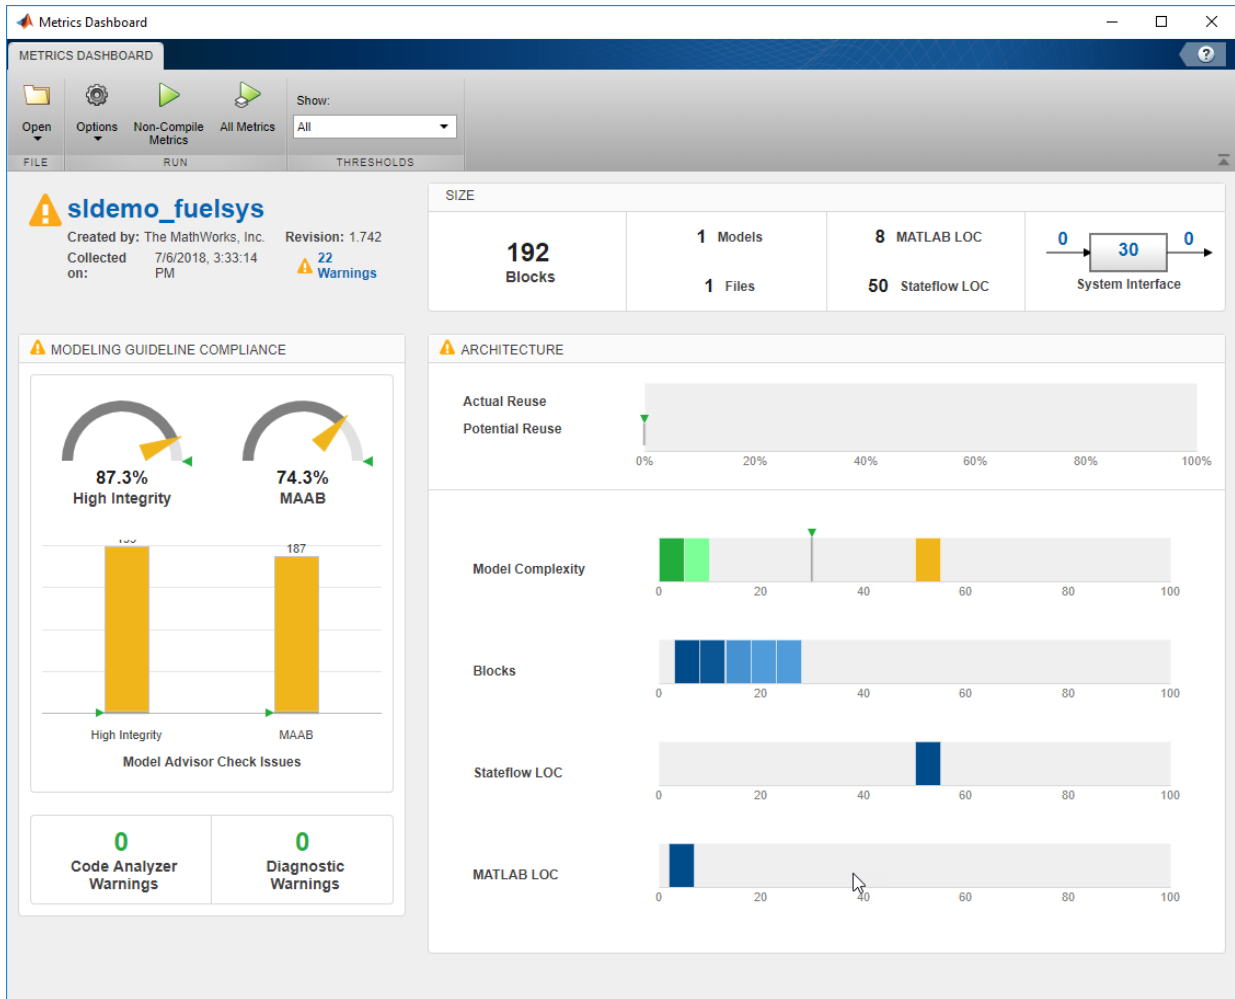 Metrics Dashboard
METRICS DASHBOARD
?
Open
Options
Non-Compile
Metrics
All Metrics
Show:
All
FILE
RUN
THRESHOLDS
sldemo_fuelsys
Created by: The MathWorks, Inc. Revision: 1.742
Collected on: 7/6/2018, 3:33:14 PM
22 Warnings
SIZE
192
Blocks
1 Models
1 Files
8 MATLAB LOC
50 Stateflow LOC
0 30 0
System Interface
MODELING GUIDELINE COMPLIANCE
87.3%
High Integrity
74.3%
MAAB
187
High Integrity
MAAB
Model Advisor Check Issues
0
Code Analyzer
Warnings
0
Diagnostic
Warnings
ARCHITECTURE
Actual Reuse
Potential Reuse
0% 20% 40% 60% 80% 100%
Model Complexity
0 20 40 60 80 100
Blocks
0 20 40 60 80 100
Stateflow LOC
0 20 40 60 80 100
MATLAB LOC
0 20 40 60 80 100